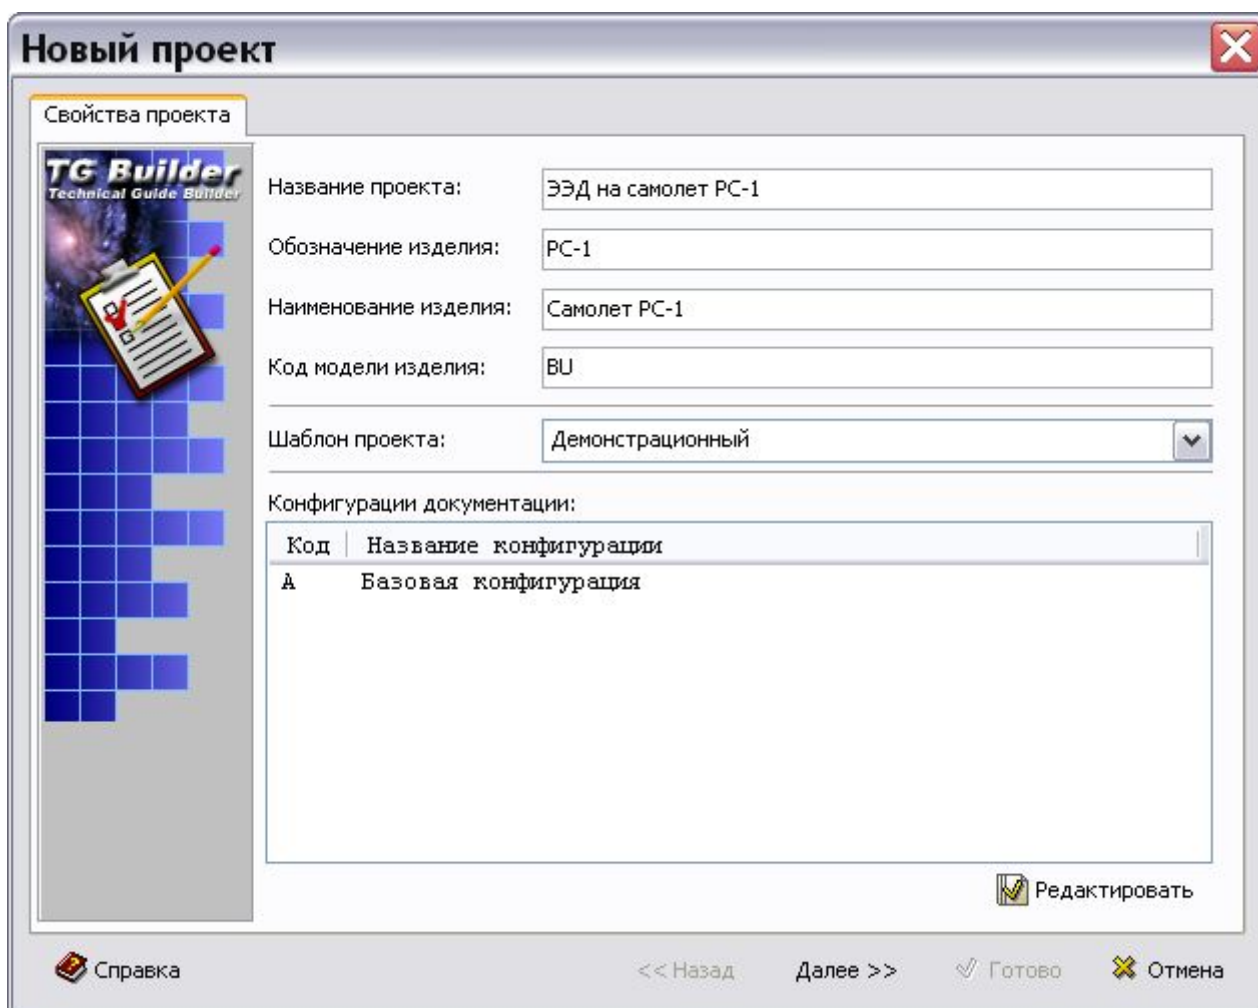 Новый проект
Свойства проекта
TG Builder
Technical Guide Builder
Название проекта: ЭЭД на самолет РС-1
Обозначение изделия: РС-1
Наименование изделия: Самолет РС-1
Код модели изделия: BU
Шаблон проекта: Демонстрационный
Конфигурации документации:
Код Название конфигурации
А Базовая конфигурация
Редактировать
Справка << Назад Далее >> Готово Отмена